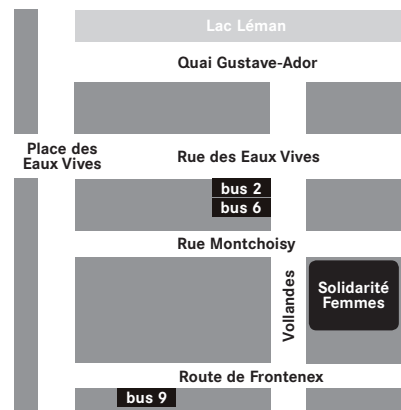 Lac Léman
Quai Gustave-Ador
Place des
Eaux Vives
Rue des Eaux Vives
bus 2
bus 6
Rue Montchoisy
Vollandes
Solidarité
Femmes
Route de Frontenex
bus 9